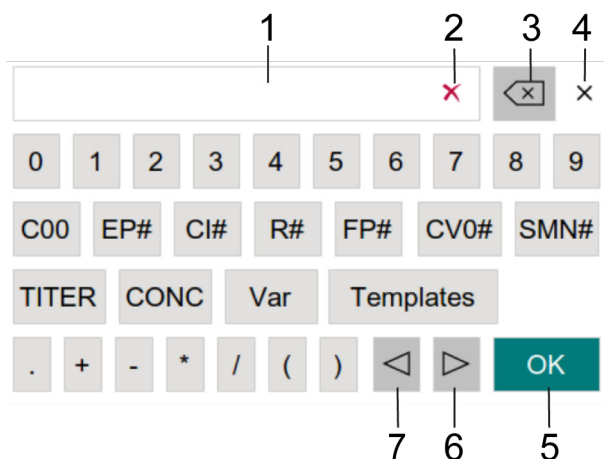 1 2 3 4
0 1 2 3 4 5 6 7 8 9
C00 EP# CI# R# FP# CV0# SMN#
TITER CONC Var Templates
. + - * / ( ) OK
7 6 5